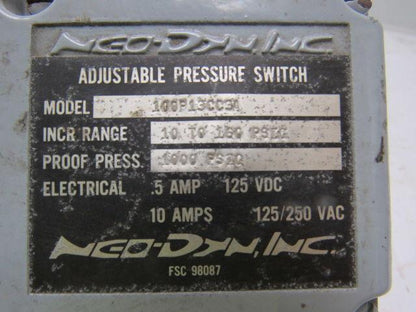 NEO-DYN, INC
ADJUSTABLE PRESSURE SWITCH
MODEL 100P13CC34
INCR RANGE 10 TO 180 PSIG
PROOF PRESS. 1000 PSIG
ELECTRICAL .5 AMP 125 VDC
10 AMPS 125/250 VAC
NEO-DYN, INC.
FSC 98087